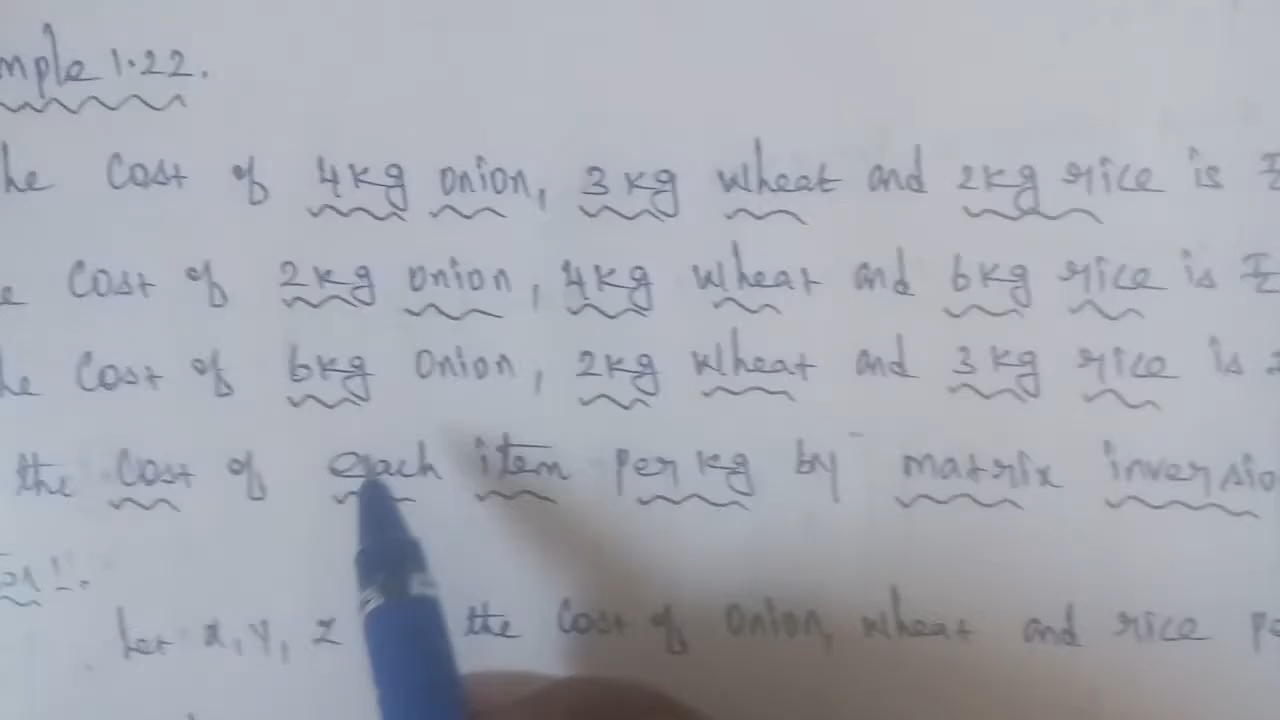 mple 1.22.
he cost of 4kg onion, 3kg wheat and 2kg rice is ₹
e cost of 2kg onion, 4kg wheat and 6kg rice is ₹
he cost of 6kg onion, 2kg wheat and 3kg rice is
the cost of each item per kg by matrix inversio
on :.
Let x, y, z the cost of onion, wheat and rice pe